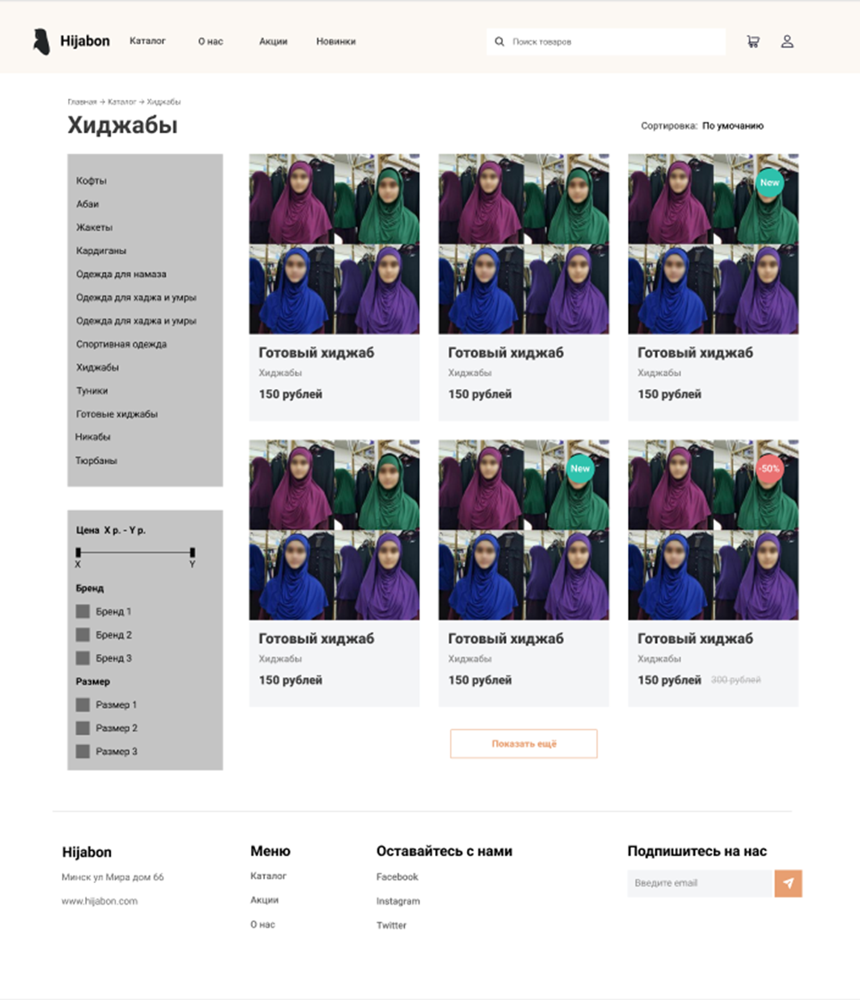 Hijabon
Каталог
О нас
Акции
Новинки
Поиск товаров
Главная → Каталог → Хиджабы
Хиджабы
Сортировка: По умочанию
Кофты
Абаи
Жакеты
Кардиганы
Одежда для намаза
Одежда для хаджа и умры
Одежда для хаджа и умры
Спортивная одежда
Хиджабы
Туники
Готовые хиджабы
Никабы
Тюрбаны
Цена X р. - Y р.
X
Y
Бренд
Бренд 1
Бренд 2
Бренд 3
Размер
Размер 1
Размер 2
Размер 3
Готовый хиджаб
Хиджабы
150 рублей
Готовый хиджаб
Хиджабы
150 рублей
New
Готовый хиджаб
Хиджабы
150 рублей
Готовый хиджаб
Хиджабы
150 рублей
New
Готовый хиджаб
Хиджабы
150 рублей
-50%
Готовый хиджаб
Хиджабы
150 рублей 300 рублей
Показать ещё
Hijabon
Минск ул Мира дом 66
www.hijabon.com
Меню
Каталог
Акции
О нас
Оставайтесь с нами
Facebook
Instagram
Twitter
Подпишитесь на нас
Введите email